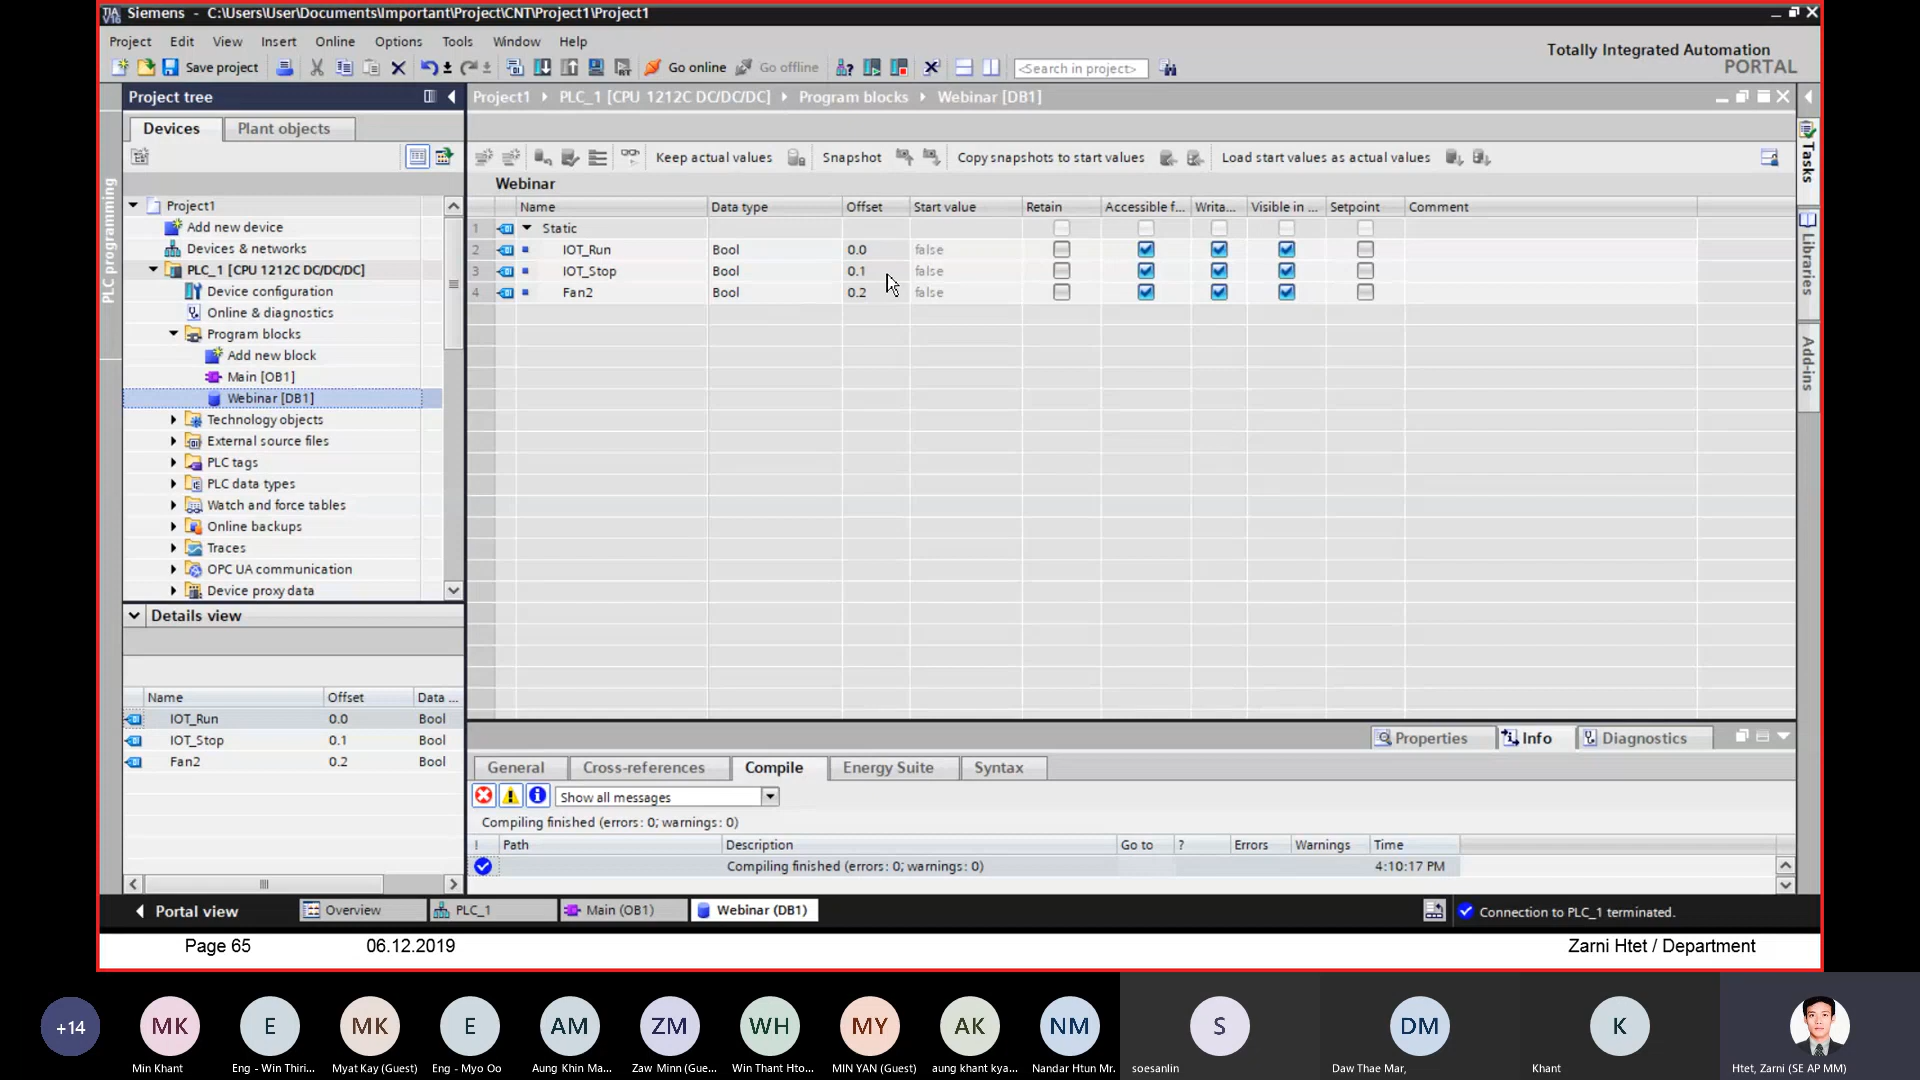 Siemens - C:\Users\User\Documents\Important\Project\CNT\Project1\Project1
Project Edit View Insert Online Options Tools Window Help
Totally Integrated Automation
PORTAL
Save project
Go online
Go offline
<Search in project>
Project tree
Project1 PLC_1 [CPU 1212C DC/DC/DC] Program blocks Webinar [DB1]
Devices
Plant objects
Keep actual values
Snapshot
Copy snapshots to start values
Load start values as actual values
PLC programming
Tasks
Libraries
Add-ins
Project1
Add new device
Devices & networks
PLC_1 [CPU 1212C DC/DC/DC]
Device configuration
Online & diagnostics
Program blocks
Add new block
Main [OB1]
Webinar [DB1]
Technology objects
External source files
PLC tags
PLC data types
Watch and force tables
Online backups
Traces
OPC UA communication
Device proxy data
Webinar
Name Data type Offset Start value Retain Accessible f... Writa... Visible in ... Setpoint Comment
1 Static
2 IOT_Run Bool 0.0 false
3 IOT_Stop Bool 0.1 false
4 Fan2 Bool 0.2 false
Details view
Name Offset Data ...
IOT_Run 0.0 Bool
IOT_Stop 0.1 Bool
Fan2 0.2 Bool
Properties Info Diagnostics
General Cross-references Compile Energy Suite Syntax
Show all messages
Compiling finished (errors: 0; warnings: 0)
! Path Description Go to ? Errors Warnings Time
Compiling finished (errors: 0; warnings: 0) 4:10:17 PM
Portal view
Overview
PLC_1
Main (OB1)
Webinar (DB1)
Connection to PLC_1 terminated.
Page 65 06.12.2019 Zarni Htet / Department
+14 MK E MK E AM ZM WH MY AK NM S DM K
Min Khant Eng - Win Thiri... Myat Kay (Guest) Eng - Myo Oo Aung Khin Ma... Zaw Minn (Gue... Win Thant Hto... MIN YAN (Guest) aung khant kya... Nandar Htun Mr. soesanlin Daw Thae Mar, Khant Htet, Zarni (SE AP MM)